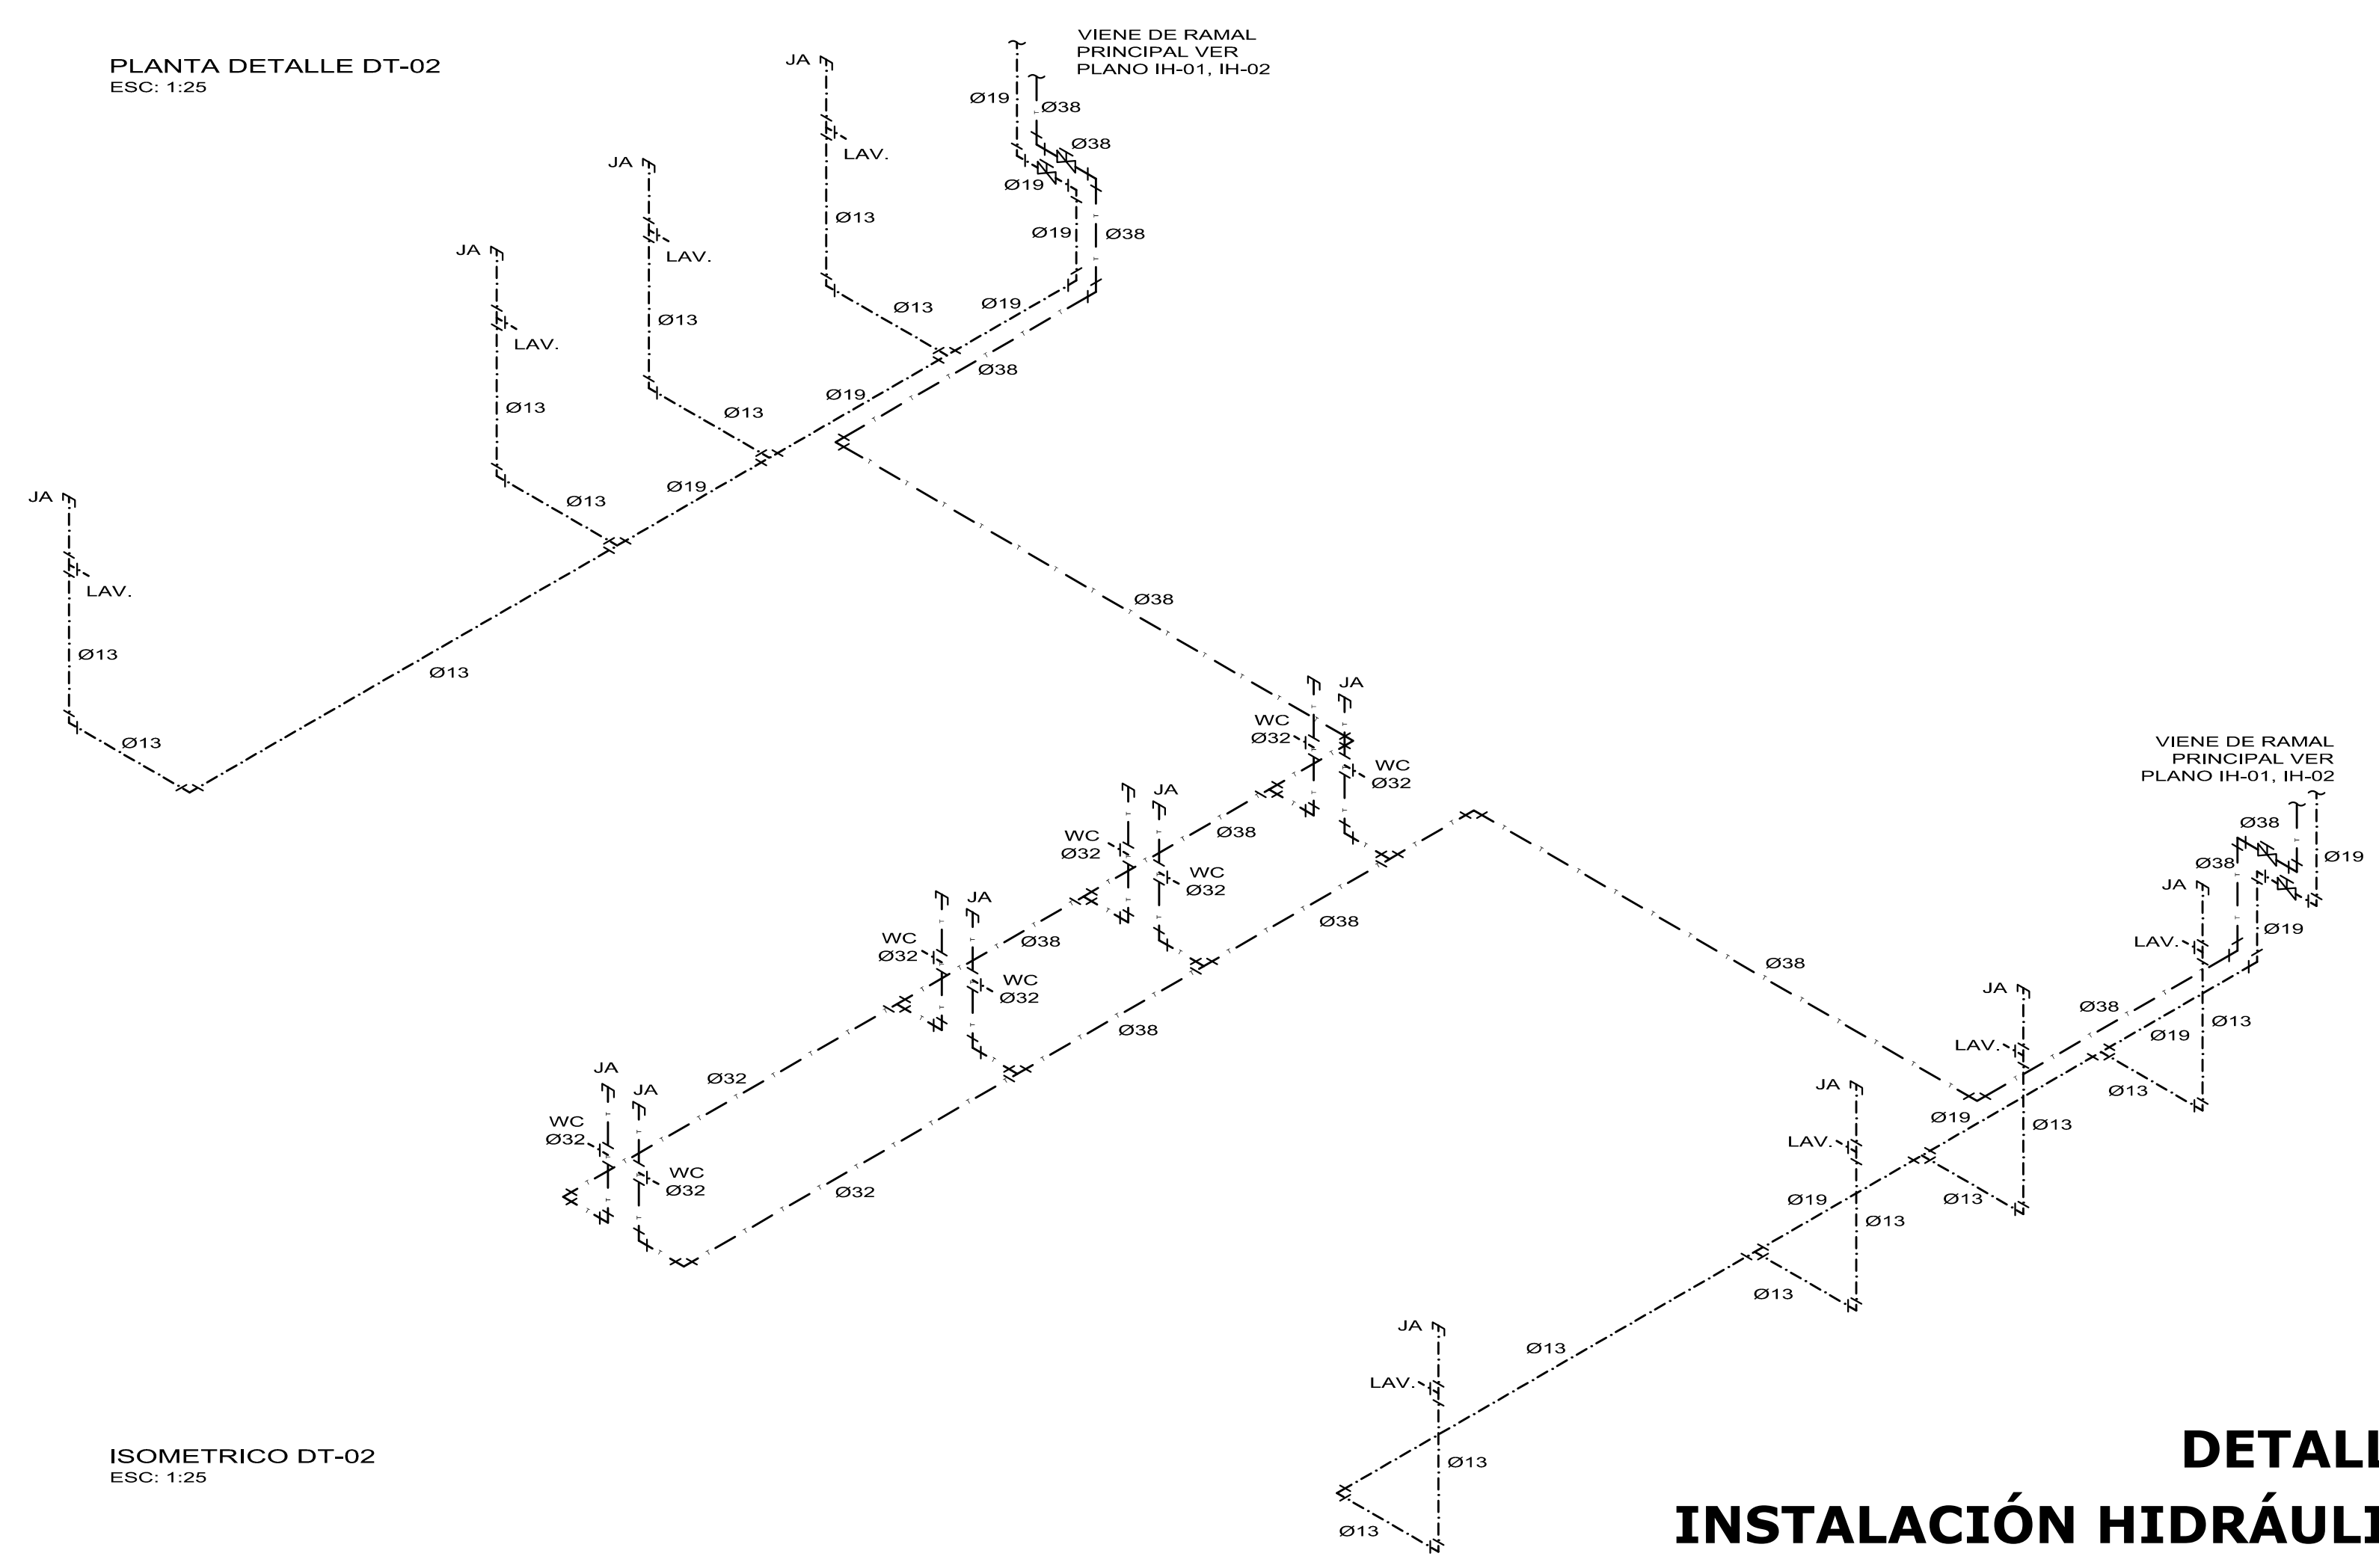 VIENE DE RAMAL
PRINCIPAL VER
PLANO IH-01, IH-02
PLANTA DETALLE DT-02
ESC: 1:25
JA
Ø19
Ø38
Ø38
LAV.
JA
Ø19
Ø13
Ø19
Ø38
JA
LAV.
Ø19
Ø13
Ø13
LAV.
Ø38
Ø19
Ø13
Ø13
Ø19
Ø13
JA
LAV.
Ø38
Ø13
Ø13
Ø13
JA
WC
Ø32
WC
Ø32
VIENE DE RAMAL
PRINCIPAL VER
PLANO IH-01, IH-02
JA
Ø38
WC
Ø32
Ø38
Ø38
Ø19
WC
Ø32
JA
JA
Ø38
Ø19
WC
Ø32
Ø38
LAV.
Ø38
WC
Ø32
JA
Ø38
Ø38
Ø13
Ø19
LAV.
JA
Ø32
JA
JA
Ø13
Ø19
WC
Ø32
Ø13
LAV.
WC
Ø32
Ø32
Ø19
Ø13
Ø13
Ø13
JA
Ø13
LAV.
Ø13
ISOMETRICO DT-02
ESC: 1:25
Ø13
DETALL
INSTALACIÓN HIDRÁULI